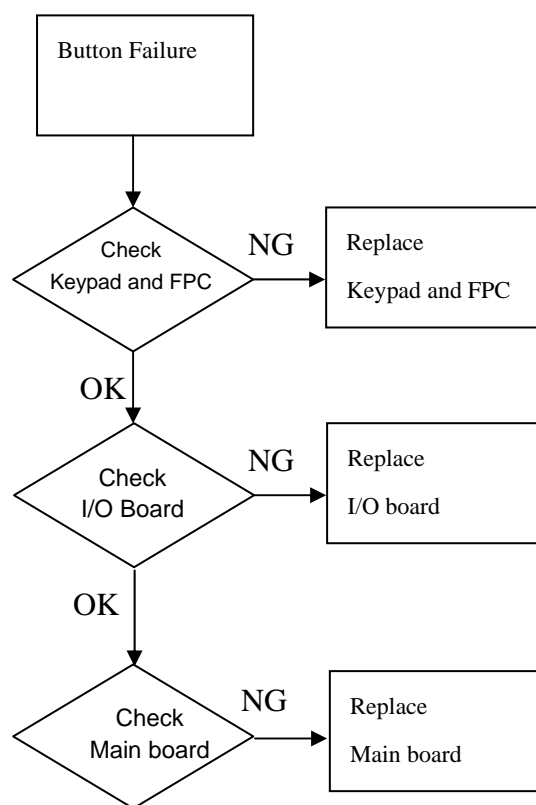 Button Failure
Check
Keypad and FPC
NG
Replace
Keypad and FPC
OK
Check
I/O Board
NG
Replace
I/O board
OK
Check
Main board
NG
Replace
Main board